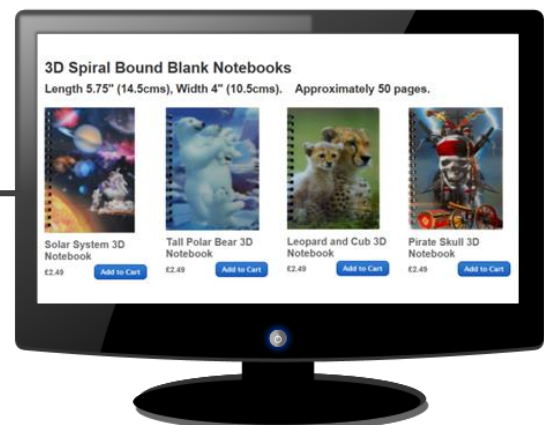 3D Spiral Bound Blank Notebooks
Length 5.75" (14.5cms), Width 4" (10.5cms). Approximately 50 pages.
Solar System 3D
Notebook
£2.49 Add to Cart
Tall Polar Bear 3D
Notebook
£2.49 Add to Cart
Leopard and Cub 3D
Notebook
£2.49 Add to Cart
Pirate Skull 3D
Notebook
£2.49 Add to Cart